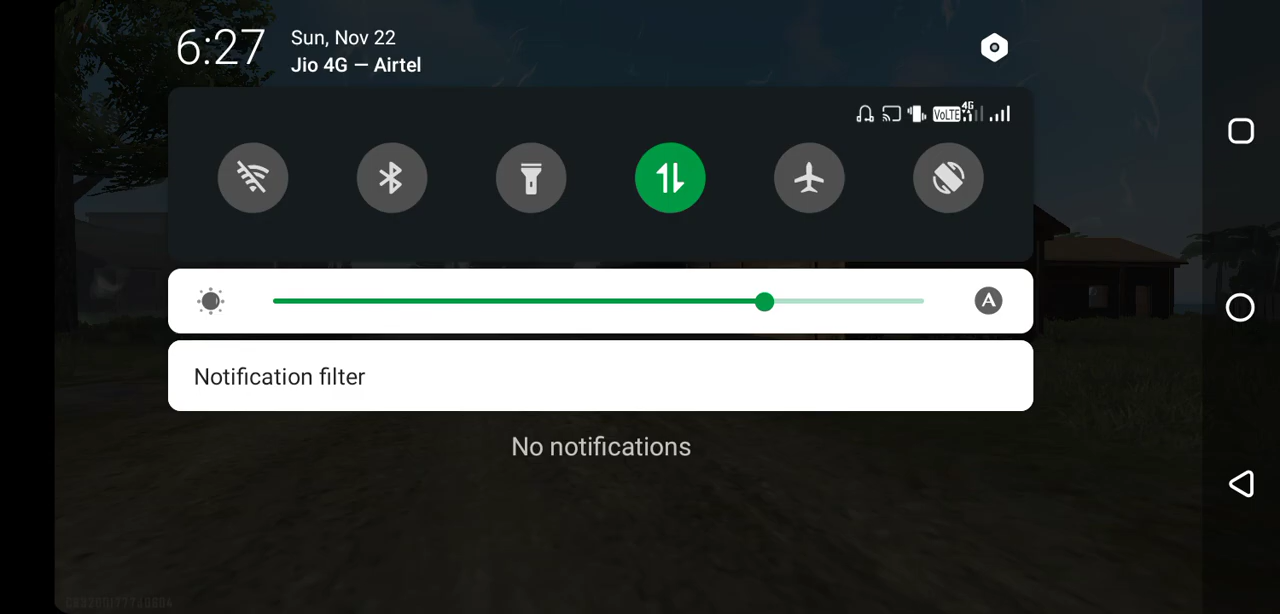 6:27
Sun, Nov 22
Jio 4G — Airtel
VoLTE 4G
A
Notification filter
No notifications